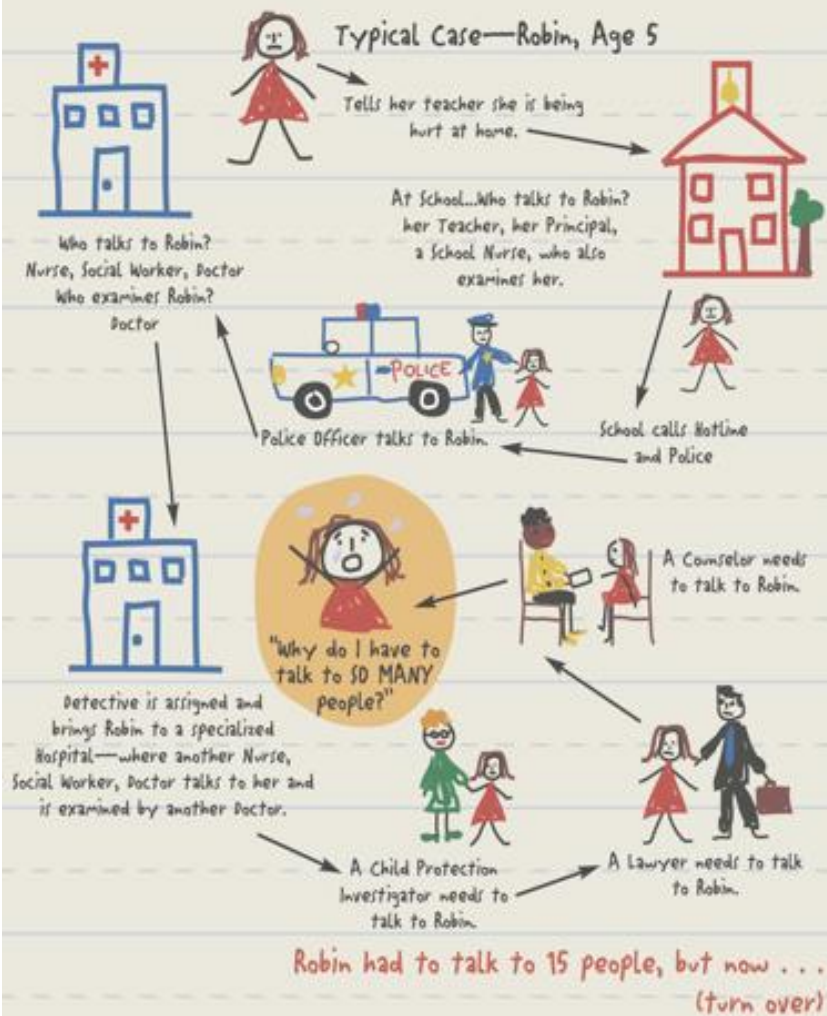 Typical Case—Robin, Age 5
Tells her teacher she is being
hurt at home.
At School...Who talks to Robin?
her Teacher, her Principal,
a School Nurse, who also
examines her.
School calls Hotline
and Police
POLICE
Police Officer talks to Robin.
Who talks to Robin?
Nurse, Social Worker, Doctor
Who examines Robin?
Doctor
Detective is assigned and
brings Robin to a specialized
Hospital—where another Nurse,
Social Worker, Doctor talks to her and
is examined by another Doctor.
A Child Protection
Investigator needs to
talk to Robin.
A Lawyer needs to talk
to Robin.
A Counselor needs
to talk to Robin.
"Why do I have to
talk to SO MANY
people?"
Robin had to talk to 15 people, but now . . .
(turn over)